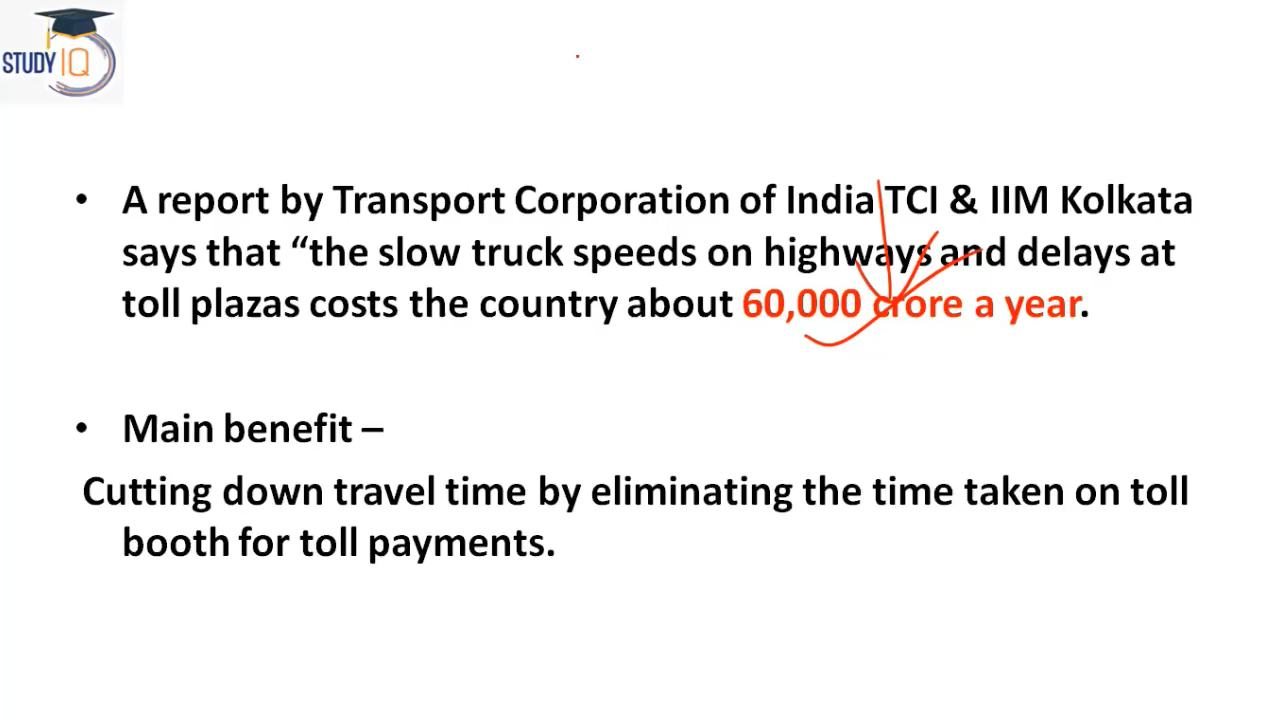 STUDY IQ
• A report by Transport Corporation of India TCI & IIM Kolkata
says that “the slow truck speeds on highways and delays at
toll plazas costs the country about 60,000 crore a year.
• Main benefit –
Cutting down travel time by eliminating the time taken on toll
booth for toll payments.